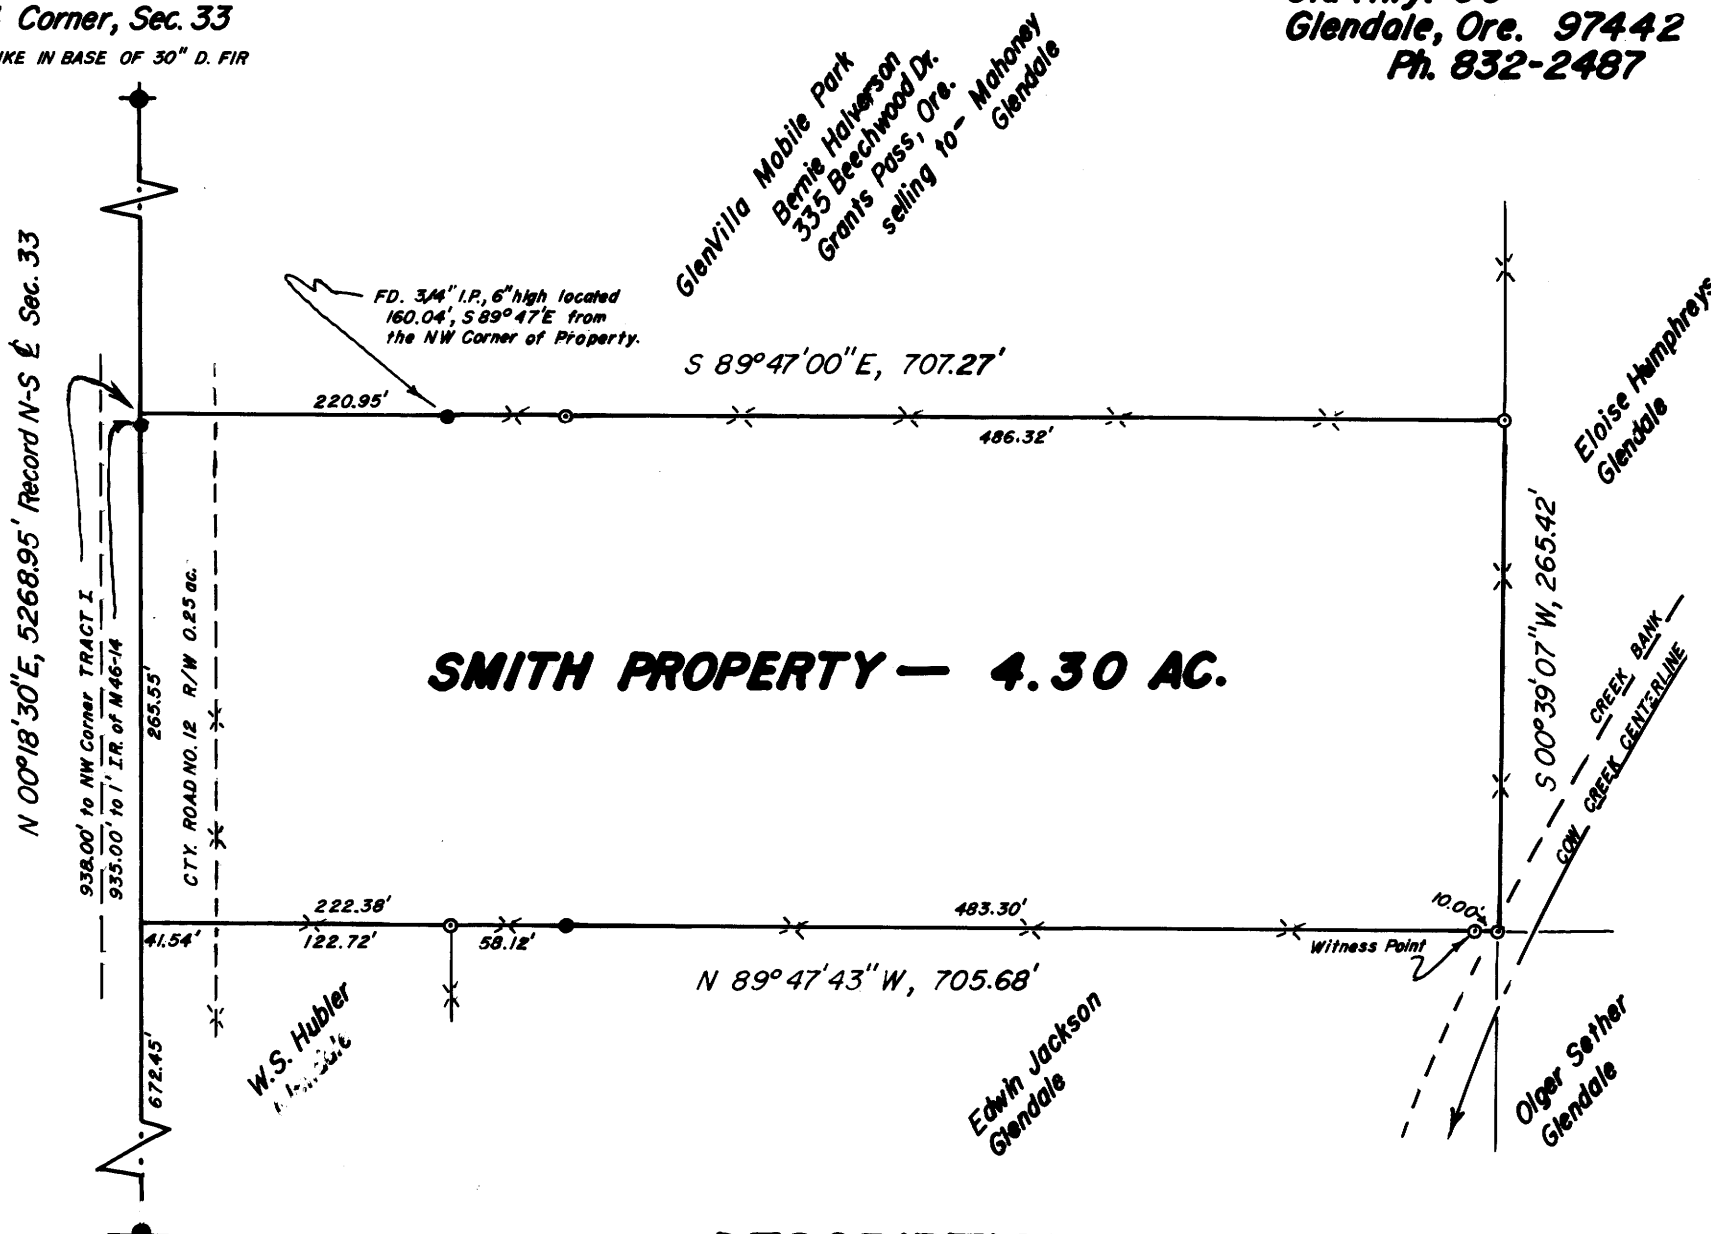 Corner, Sec. 33
IN BASE OF 30" D. FIR
Glendale, Ore. 97442
Ph. 832-2487
GlenVilla Mobile Park
Bernie Halverson
335 Beechwood Dr.
Grants Pass, Ore.
selling to - Mahoney
Glendale
FD. 3/4" I.P., 6" high located
160.04', S 89° 47' E from
the NW Corner of Property.
S 89° 47' 00" E, 707.27'
220.95'
486.32'
Eloise Humphreys
Glendale
N 00° 18' 30" E, 5268.95' Record N-S ℄ Sec. 33
938.00' to NW Corner TRACT I
935.00' to 1" I.R. of M46-14
265.55'
CTY. ROAD NO. 12 R/W 0.25 ac.
SMITH PROPERTY — 4.30 AC.
S 00° 39' 07" W, 265.42'
CREEK BANK
COW CREEK CENTERLINE
222.38'
483.30'
10.00'
41.54'
122.72'
58.12'
Witness Point
N 89° 47' 43" W, 705.68'
672.45'
W.S. Hubler
Edwin Jackson
Glendale
Olger Sether
Glendale